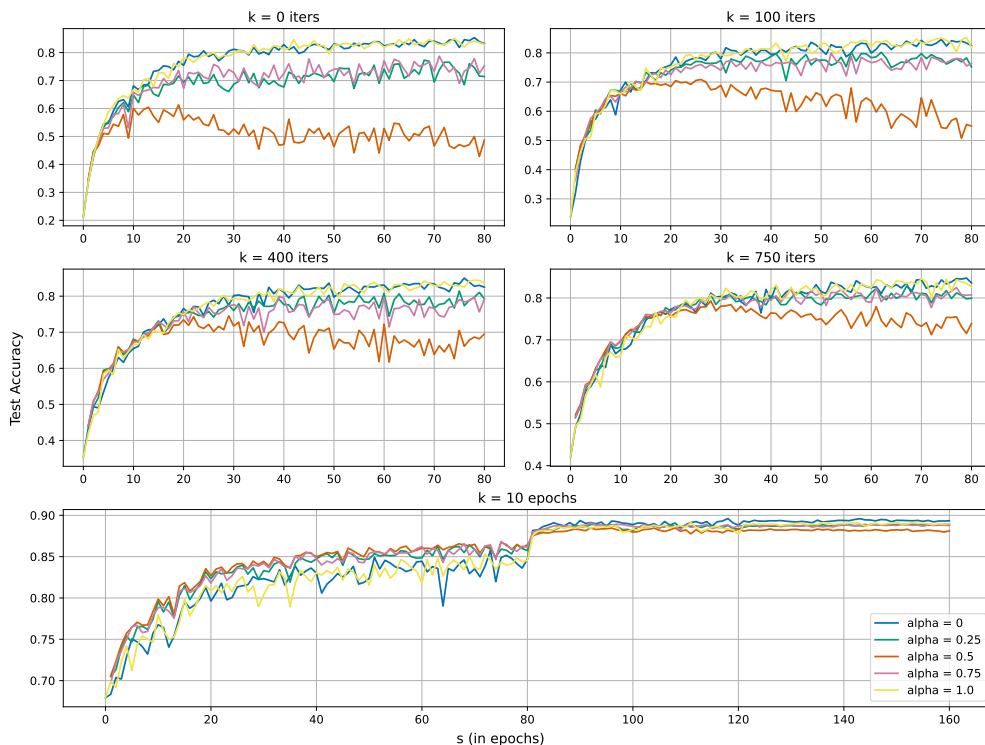 k = 0 iters
k = 100 iters
0.8
0.7
0.6
0.5
0.4
0.3
0.2
0 10 20 30 40 50 60 70 80
0.8
0.7
0.6
0.5
0.4
0.3
0 10 20 30 40 50 60 70 80
k = 400 iters
k = 750 iters
Test Accuracy
0.8
0.7
0.6
0.5
0.4
0 10 20 30 40 50 60 70 80
0.8
0.7
0.6
0.5
0.4
0 10 20 30 40 50 60 70 80
k = 10 epochs
0.90
0.85
0.80
0.75
0.70
alpha = 0
alpha = 0.25
alpha = 0.5
alpha = 0.75
alpha = 1.0
0 20 40 60 80 100 120 140 160
s (in epochs)